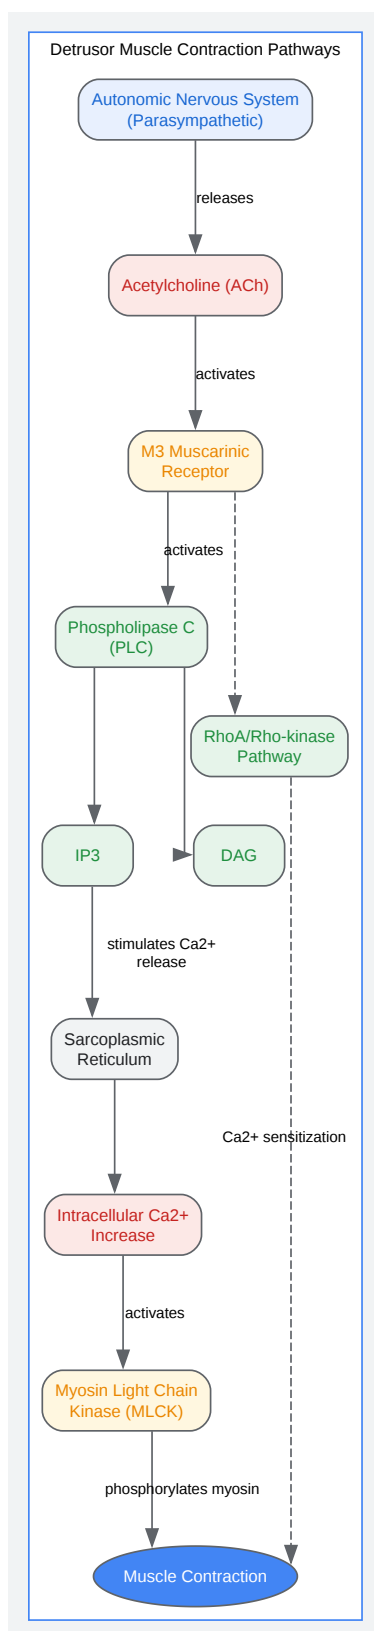 Detrusor Muscle Contraction Pathways
Autonomic Nervous System
(Parasympathetic)
releases
Acetylcholine (ACh)
activates
M3 Muscarinic
Receptor
activates
Phospholipase C
(PLC)
RhoA/Rho-kinase
Pathway
IP3
DAG
stimulates Ca2+
release
Sarcoplasmic
Reticulum
Ca2+ sensitization
Intracellular Ca2+
Increase
activates
Myosin Light Chain
Kinase (MLCK)
phosphorylates myosin
Muscle Contraction